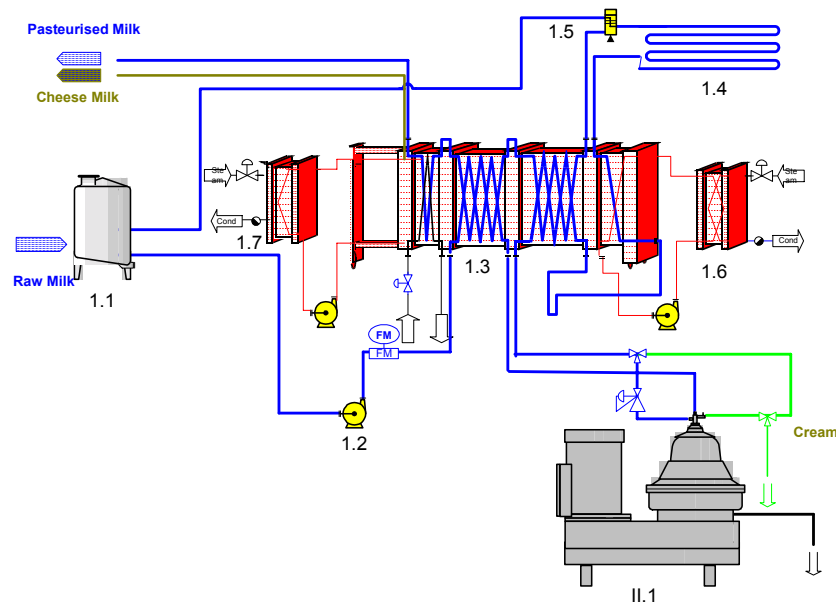 Pasteurised Milk
1.5
Cheese Milk
1.4
Ste
am
Ste
am
Cond
1.7
1.3
Cond
1.6
Raw Milk
1.1
FM
FM
1.2
Cream
II.1